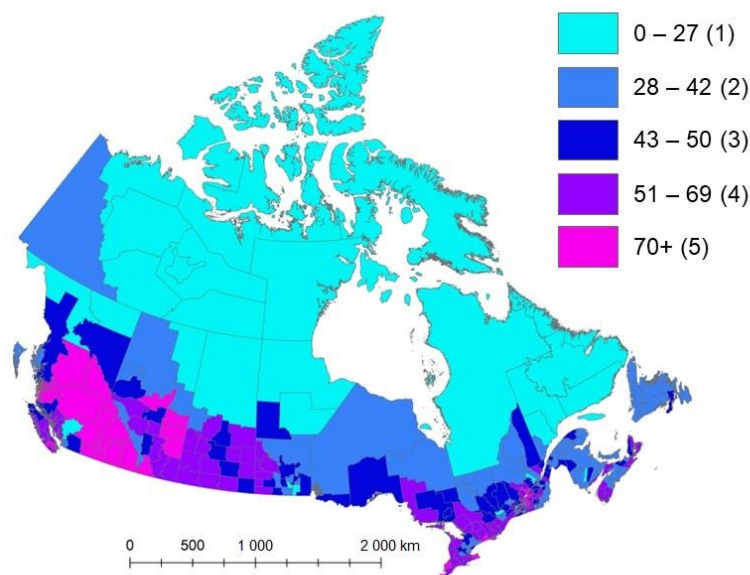 0 – 27 (1)
28 – 42 (2)
43 – 50 (3)
51 – 69 (4)
70+ (5)
0 500 1 000 2 000 km